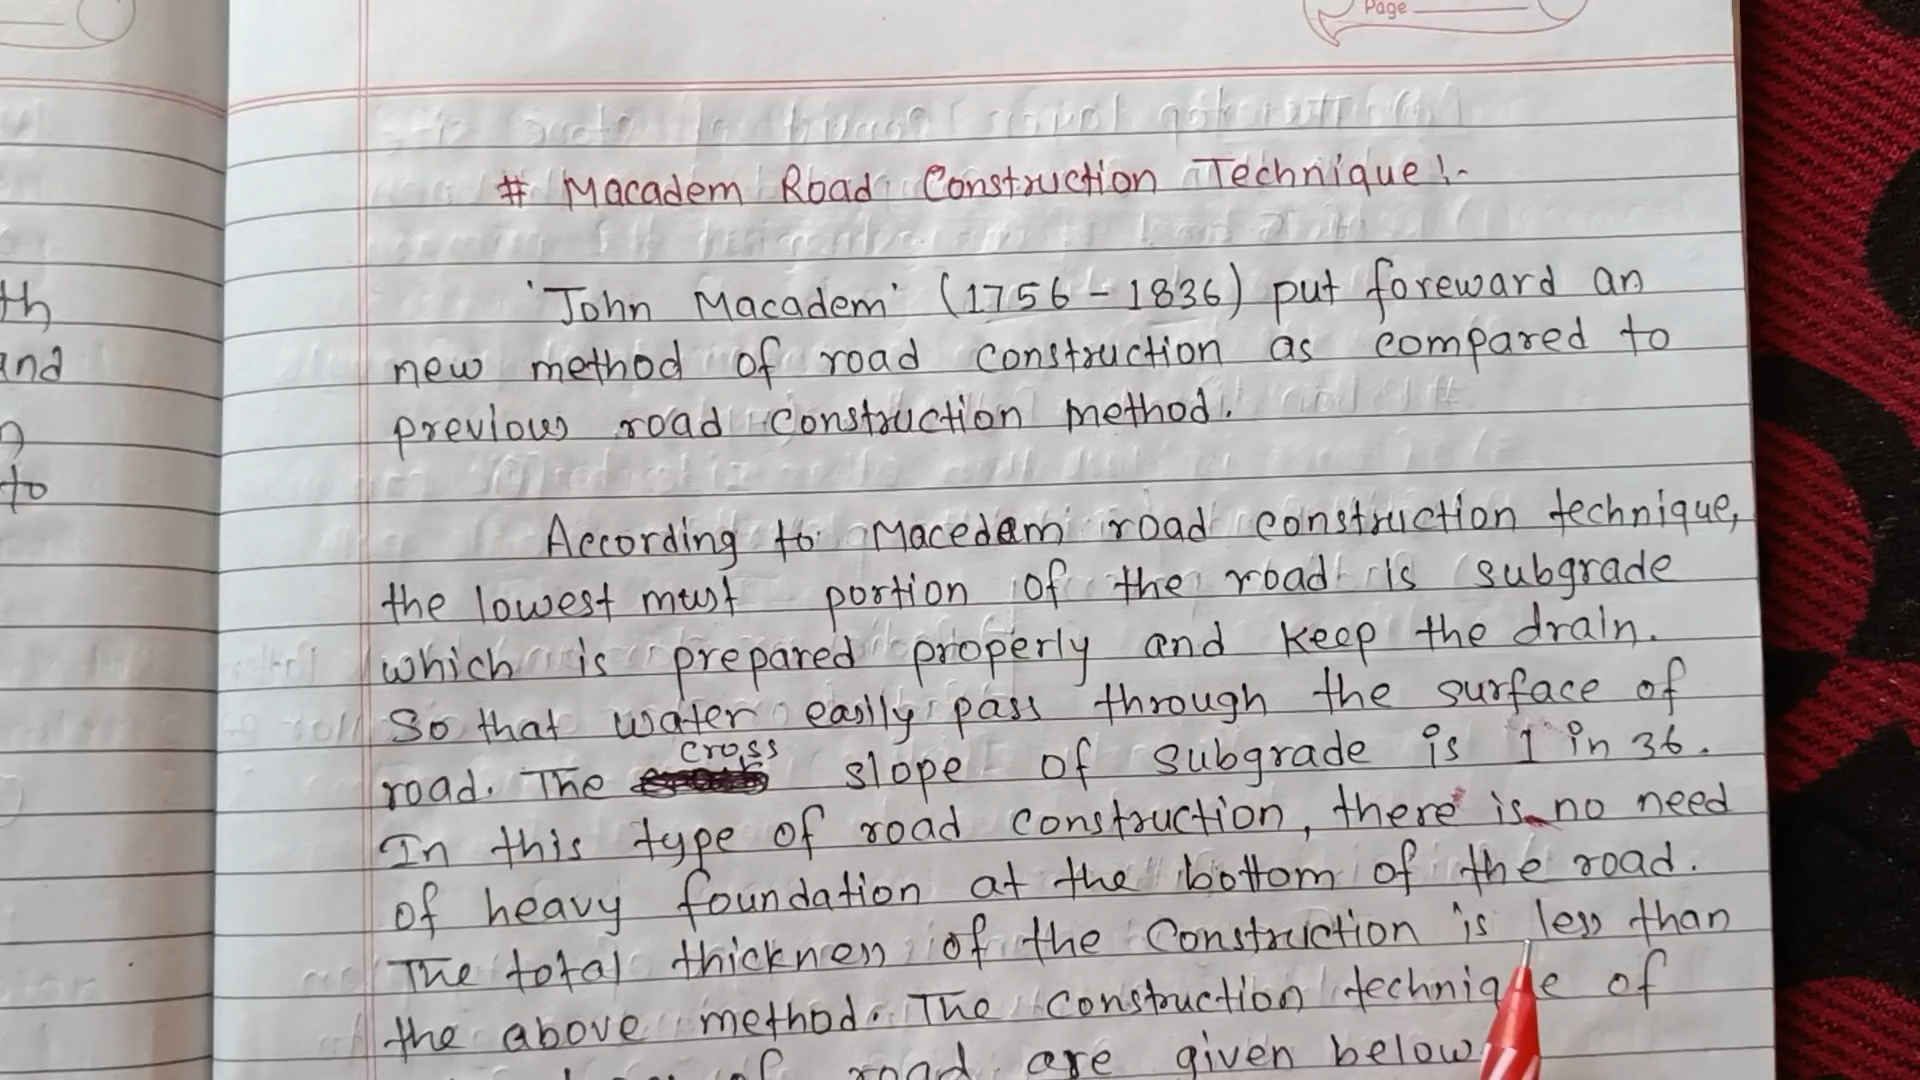 Page
# Macadem Road Construction Technique :-
'John Macadem' (1756 - 1836) put foreward an
new method of road construction as compared to
previous road construction method.
According to Macedem road construction technique,
the lowest must portion of the road is subgrade
which is prepared properly and keep the drain.
So that water easily pass through the surface of
road. The cross slope of subgrade is 1 in 36.
In this type of road construction, there is no need
of heavy foundation at the bottom of the road.
The total thickness of the construction is less than
the above method. The construction technique of
of road are given below
th
and
to